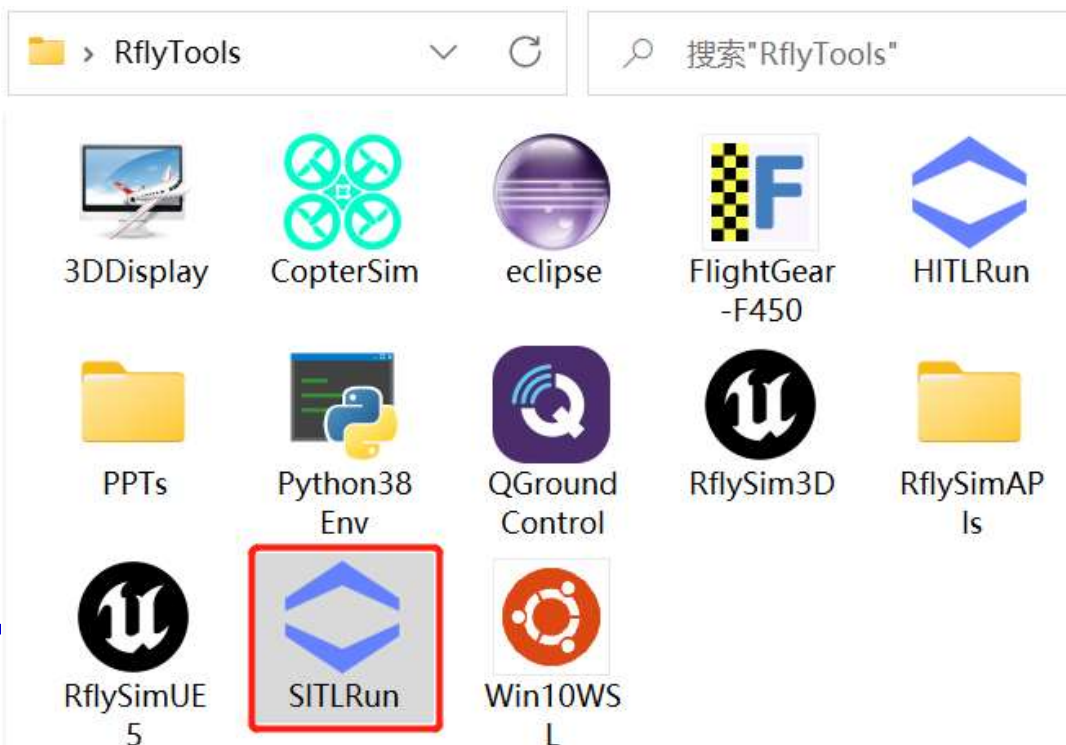 RflyTools
搜索"RflyTools"
3DDisplay
CopterSim
eclipse
FlightGear
-F450
HITLRun
PPTs
Python38
Env
QGround
Control
RflySim3D
RflySimAP
Is
RflySimUE
5
SITLRun
Win10WS
L